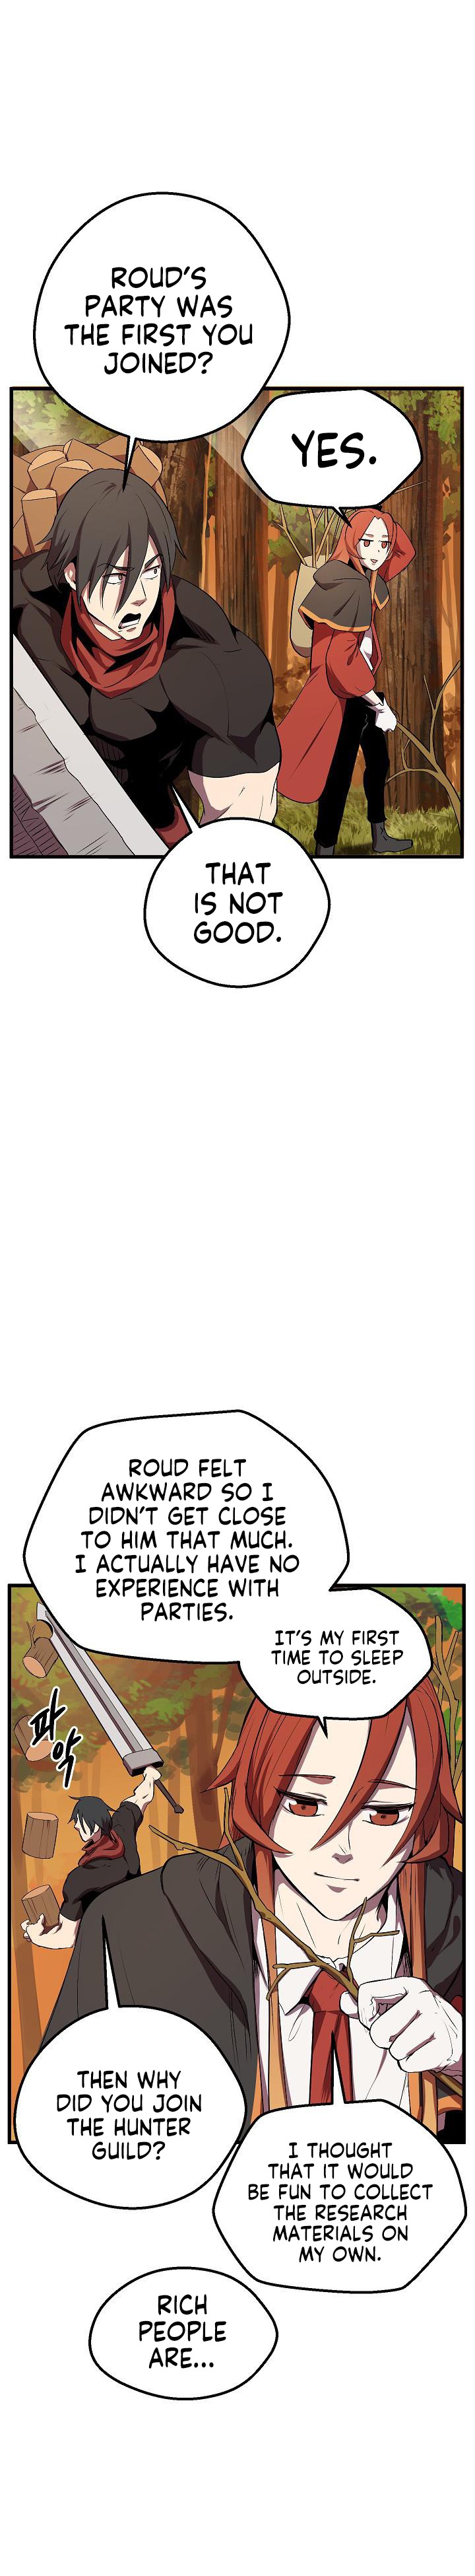 ROUD'S
PARTY WAS
THE FIRST YOU
JOINED?
YES.
THAT
IS NOT
GOOD.
ROUD FELT
AWKWARD SO I
DIDN'T GET CLOSE
TO HIM THAT MUCH.
I ACTUALLY HAVE NO
EXPERIENCE WITH
PARTIES.
IT'S MY FIRST
TIME TO SLEEP
OUTSIDE.
파
악
THEN WHY
DID YOU JOIN
THE HUNTER
GUILD?
I THOUGHT
THAT IT WOULD
BE FUN TO COLLECT
THE RESEARCH
MATERIALS ON
MY OWN.
RICH
PEOPLE
ARE...